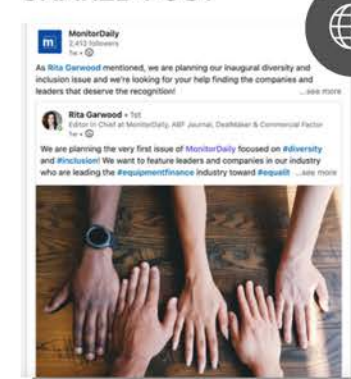 MonitorDaily
2,413 followers
1w •
As Rita Garwood mentioned, we are planning our inaugural diversity and
inclusion issue and we're looking for your help finding the companies and
leaders that deserve the recognition! ...see more
Rita Garwood • 1st
Editor in Chief at MonitorDaily, ABF Journal, DealMaker & Commercial Factor
1w •
We are planning the very first issue of MonitorDaily focused on #diversity
and #inclusion! We want to feature leaders and companies in our industry
who are leading the #equipmentfinance industry toward #equalit ...see more